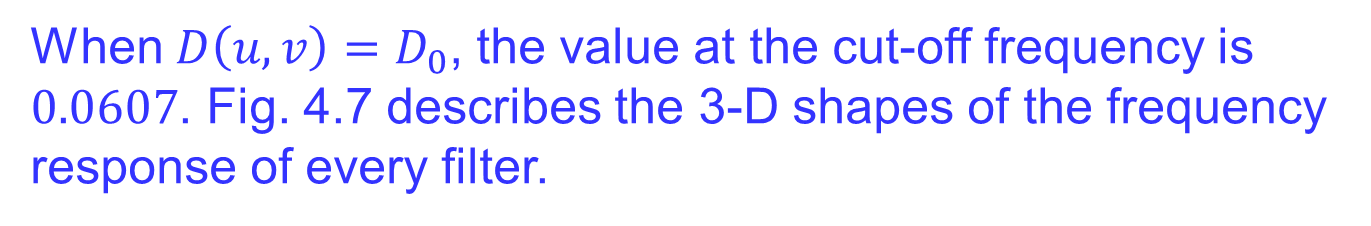 When D(u, v) = D₀, the value at the cut-off frequency is
0.0607. Fig. 4.7 describes the 3-D shapes of the frequency
response of every filter.